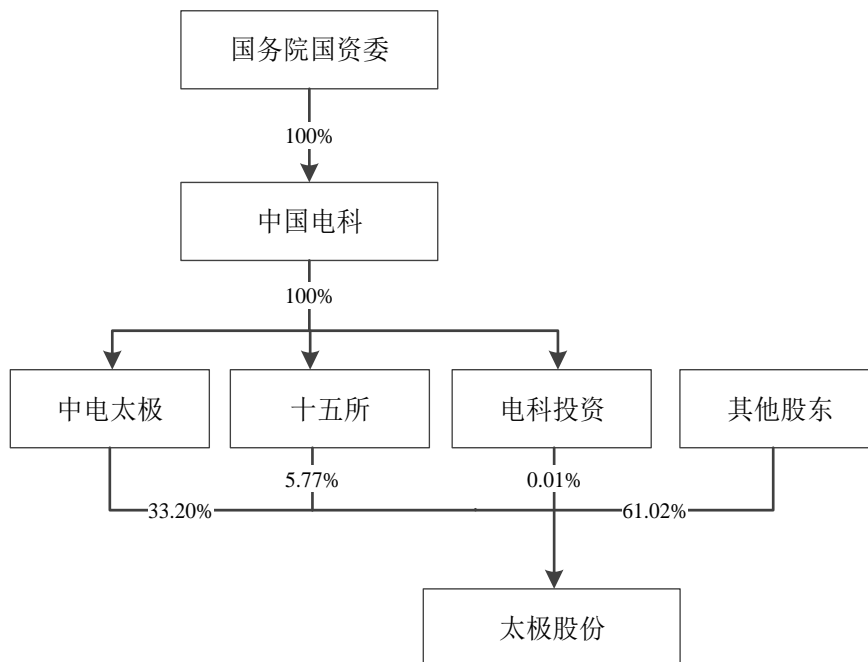 国务院国资委
100%
中国电科
100%
中电太极
十五所
电科投资
其他股东
5.77%
0.01%
33.20%
61.02%
太极股份